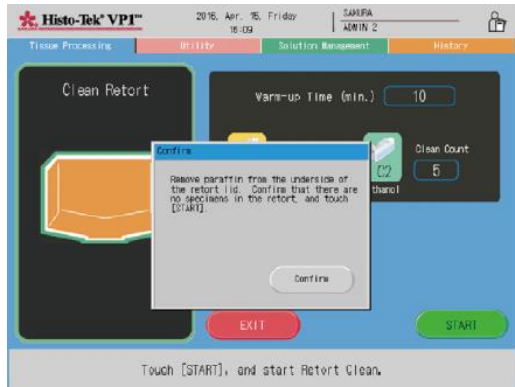 Histo-Tek® VP1™
2016. Apr. 15, Friday
16:09
SAKURA
ADMIN 2
Tissue Processing
Utility
Solution Management
History
Clean Retort
Warm-up Time (min.) 10
C2
thanol
Clean Count
5
Confirm
Remove paraffin from the underside of
the retort lid. Confirm that there are
no specimens in the retort, and touch
[START].
Confirm
EXIT
START
Touch [START], and start Retort Clean.